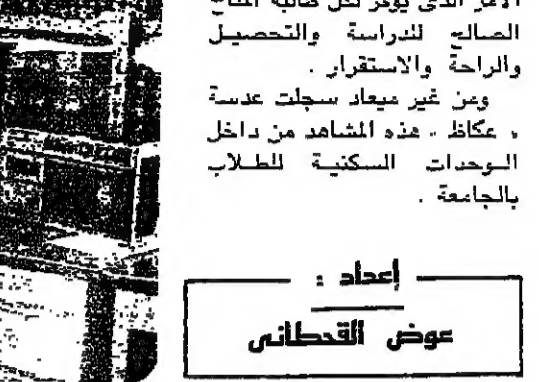 الأمر الذي يوفر لكل طالبة المناخ
الصالح للدراسة والتحصيل
والراحة والاستقرار .
وعن غير ميعاد سجلت عدسة
« عكاظ » هذه المشاهد من داخل
الوحدات السكنية للطلاب
بالجامعة .
إعداد :
عوض القحطاني